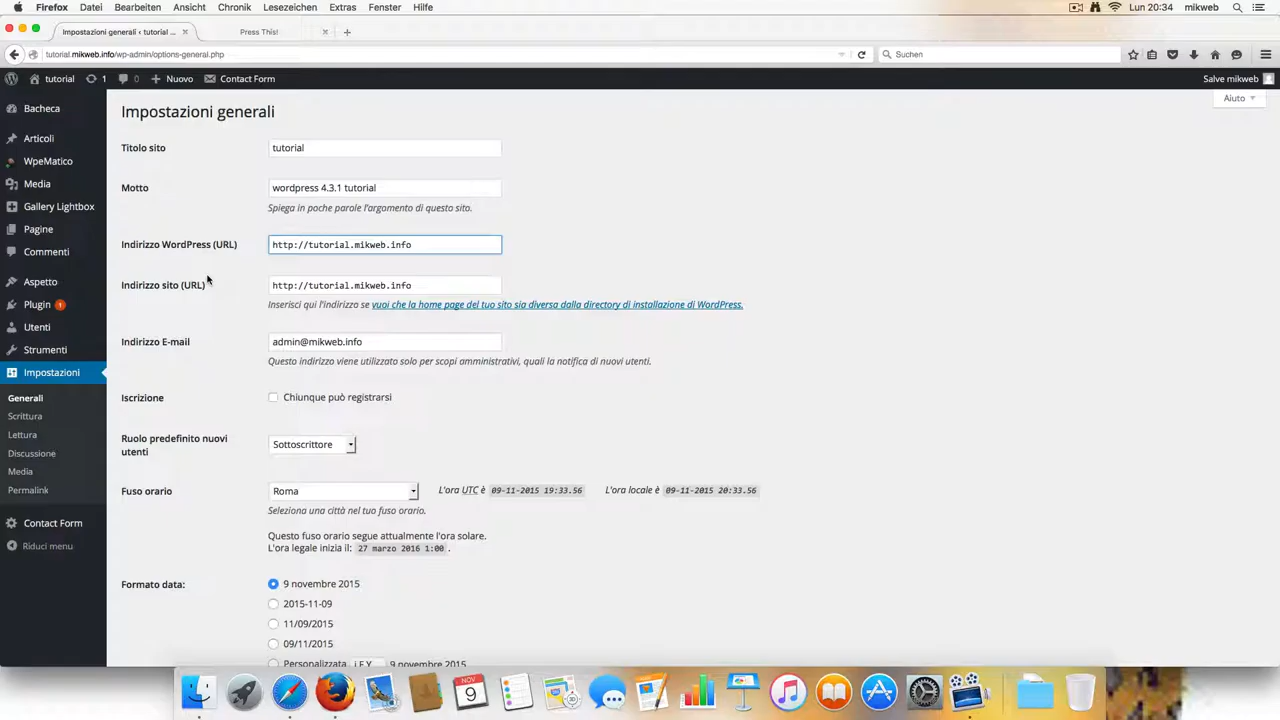 Firefox Datei Bearbeiten Ansicht Chronik Lesezeichen Extras Fenster Hilfe Lun 20:34 mikweb
Impostazioni generali ‹ tutorial ... Press This!
tutorial.mikweb.info/wp-admin/options-general.php Suchen
tutorial 1 0 Nuovo Contact Form Salve mikweb
Aiuto
Bacheca
Articoli
WpeMatico
Media
Gallery Lightbox
Pagine
Commenti
Aspetto
Plugin 1
Utenti
Strumenti
Impostazioni
Generali
Scrittura
Lettura
Discussione
Media
Permalink
Contact Form
Riduci menu
Impostazioni generali
Titolo sito tutorial
Motto wordpress 4.3.1 tutorial
Spiega in poche parole l'argomento di questo sito.
Indirizzo WordPress (URL) http://tutorial.mikweb.info
Indirizzo sito (URL) http://tutorial.mikweb.info
Inserisci qui l'indirizzo se vuoi che la home page del tuo sito sia diversa dalla directory di installazione di WordPress.
Indirizzo E-mail admin@mikweb.info
Questo indirizzo viene utilizzato solo per scopi amministrativi, quali la notifica di nuovi utenti.
Iscrizione Chiunque può registrarsi
Ruolo predefinito nuovi utenti Sottoscrittore
Fuso orario Roma L'ora UTC è 09-11-2015 19:33.56 L'ora locale è 09-11-2015 20:33.56
Seleziona una città nel tuo fuso orario.
Questo fuso orario segue attualmente l'ora solare.
L'ora legale inizia il: 27 marzo 2016 1:00 .
Formato data: 9 novembre 2015
2015-11-09
11/09/2015
09/11/2015
Personalizzata j F Y 9 novembre 2015
NOV
9